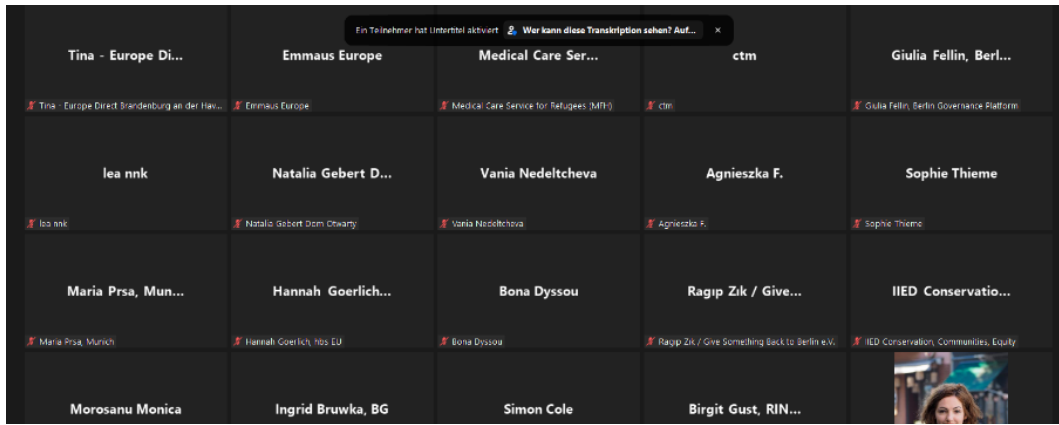 Ein Teilnehmer hat Untertitel aktiviert Wer kann diese Transkription sehen? Auf... ×
Tina - Europe Di... Emmaus Europe Medical Care Ser... ctm Giulia Fellin, Berl...
Tina - Europe Direct Brandenburg an der Hav... Emmaus Europe Medical Care Service for Refugees (MFH) ctm Giulia Fellin, Berlin Governance Platform
lea nnk Natalia Gebert D... Vania Nedeltcheva Agnieszka F. Sophie Thieme
lea nnk Natalia Gebert Dom Otwarty Vania Nedeltcheva Agnieszka F. Sophie Thieme
Maria Prsa, Mun... Hannah Goerlich... Bona Dyssou Ragıp Zık / Give... IIED Conservatio...
Maria Prsa, Munich Hannah Goerlich, hbs EU Bona Dyssou Ragıp Zık / Give Something Back to Berlin e.V. IIED Conservation, Communities, Equity
Morosanu Monica Ingrid Bruwka, BG Simon Cole Birgit Gust, RIN...